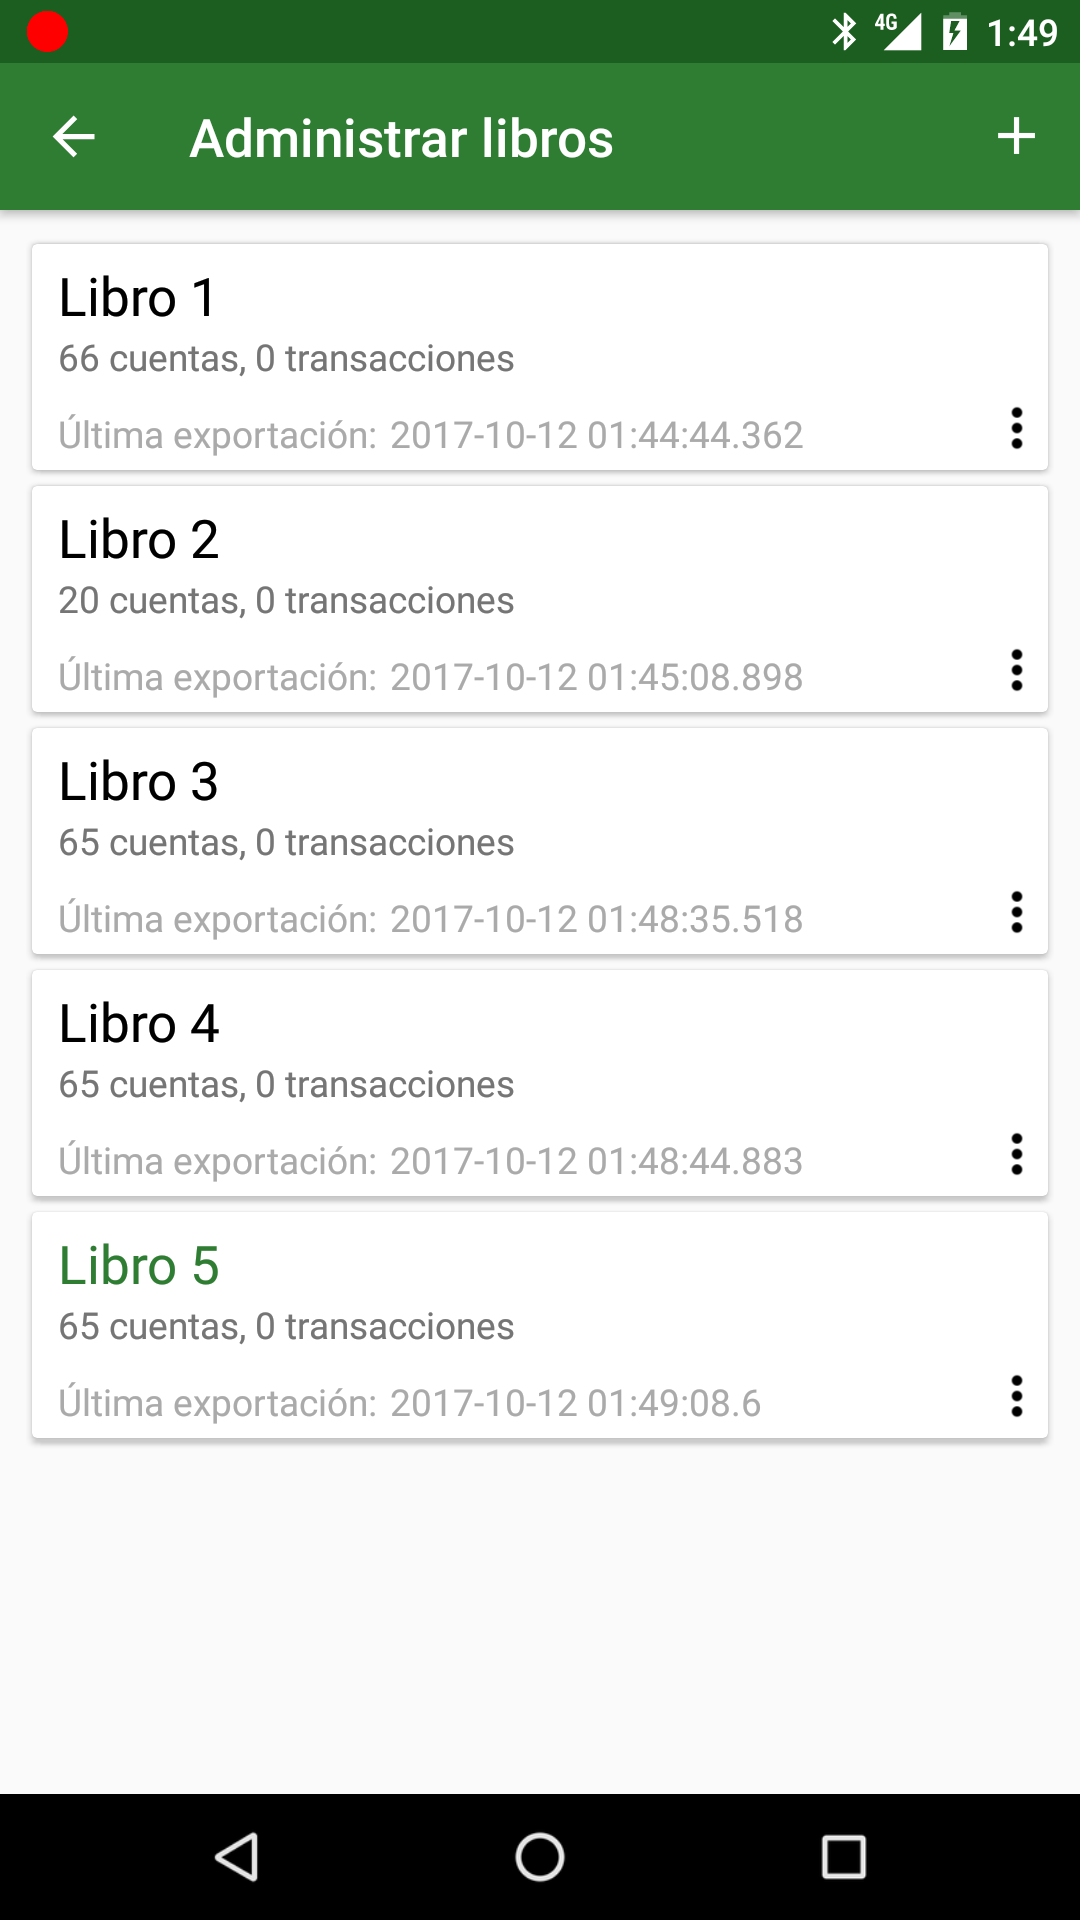 4G 1:49
Administrar libros
Libro 1
66 cuentas, 0 transacciones
Última exportación: 2017-10-12 01:44:44.362
Libro 2
20 cuentas, 0 transacciones
Última exportación: 2017-10-12 01:45:08.898
Libro 3
65 cuentas, 0 transacciones
Última exportación: 2017-10-12 01:48:35.518
Libro 4
65 cuentas, 0 transacciones
Última exportación: 2017-10-12 01:48:44.883
Libro 5
65 cuentas, 0 transacciones
Última exportación: 2017-10-12 01:49:08.6